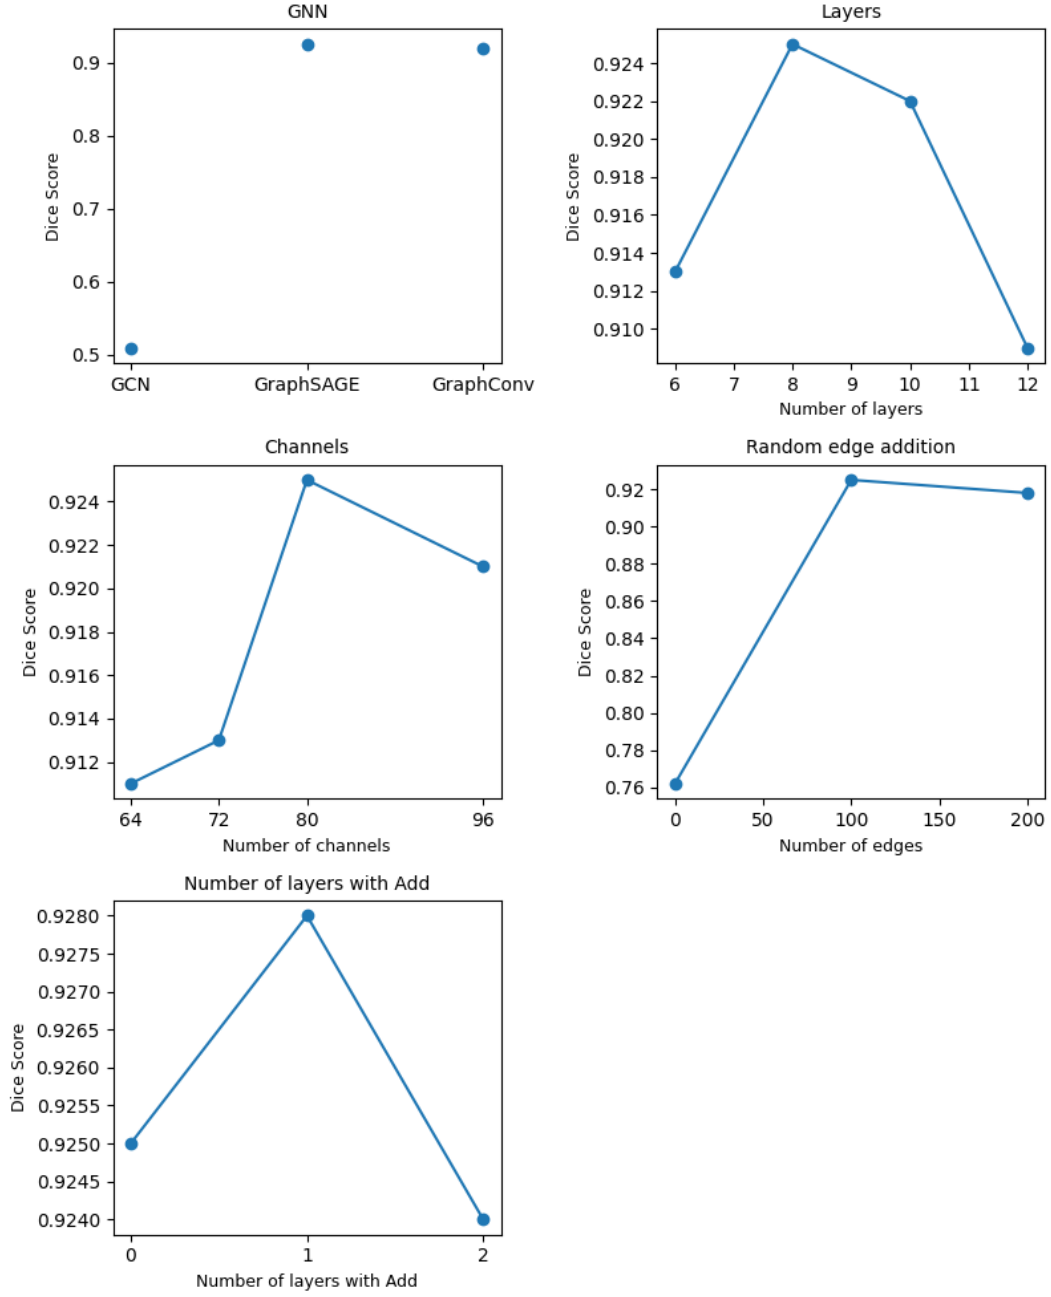 GNN
Dice Score
0.9
0.8
0.7
0.6
0.5
GCN GraphSAGE GraphConv
Layers
Dice Score
0.924
0.922
0.920
0.918
0.916
0.914
0.912
0.910
6 7 8 9 10 11 12
Number of layers
Channels
Dice Score
0.924
0.922
0.920
0.918
0.916
0.914
0.912
64 72 80 96
Number of channels
Random edge addition
Dice Score
0.92
0.90
0.88
0.86
0.84
0.82
0.80
0.78
0.76
0 50 100 150 200
Number of edges
Number of layers with Add
Dice Score
0.9280
0.9275
0.9270
0.9265
0.9260
0.9255
0.9250
0.9245
0.9240
0 1 2
Number of layers with Add